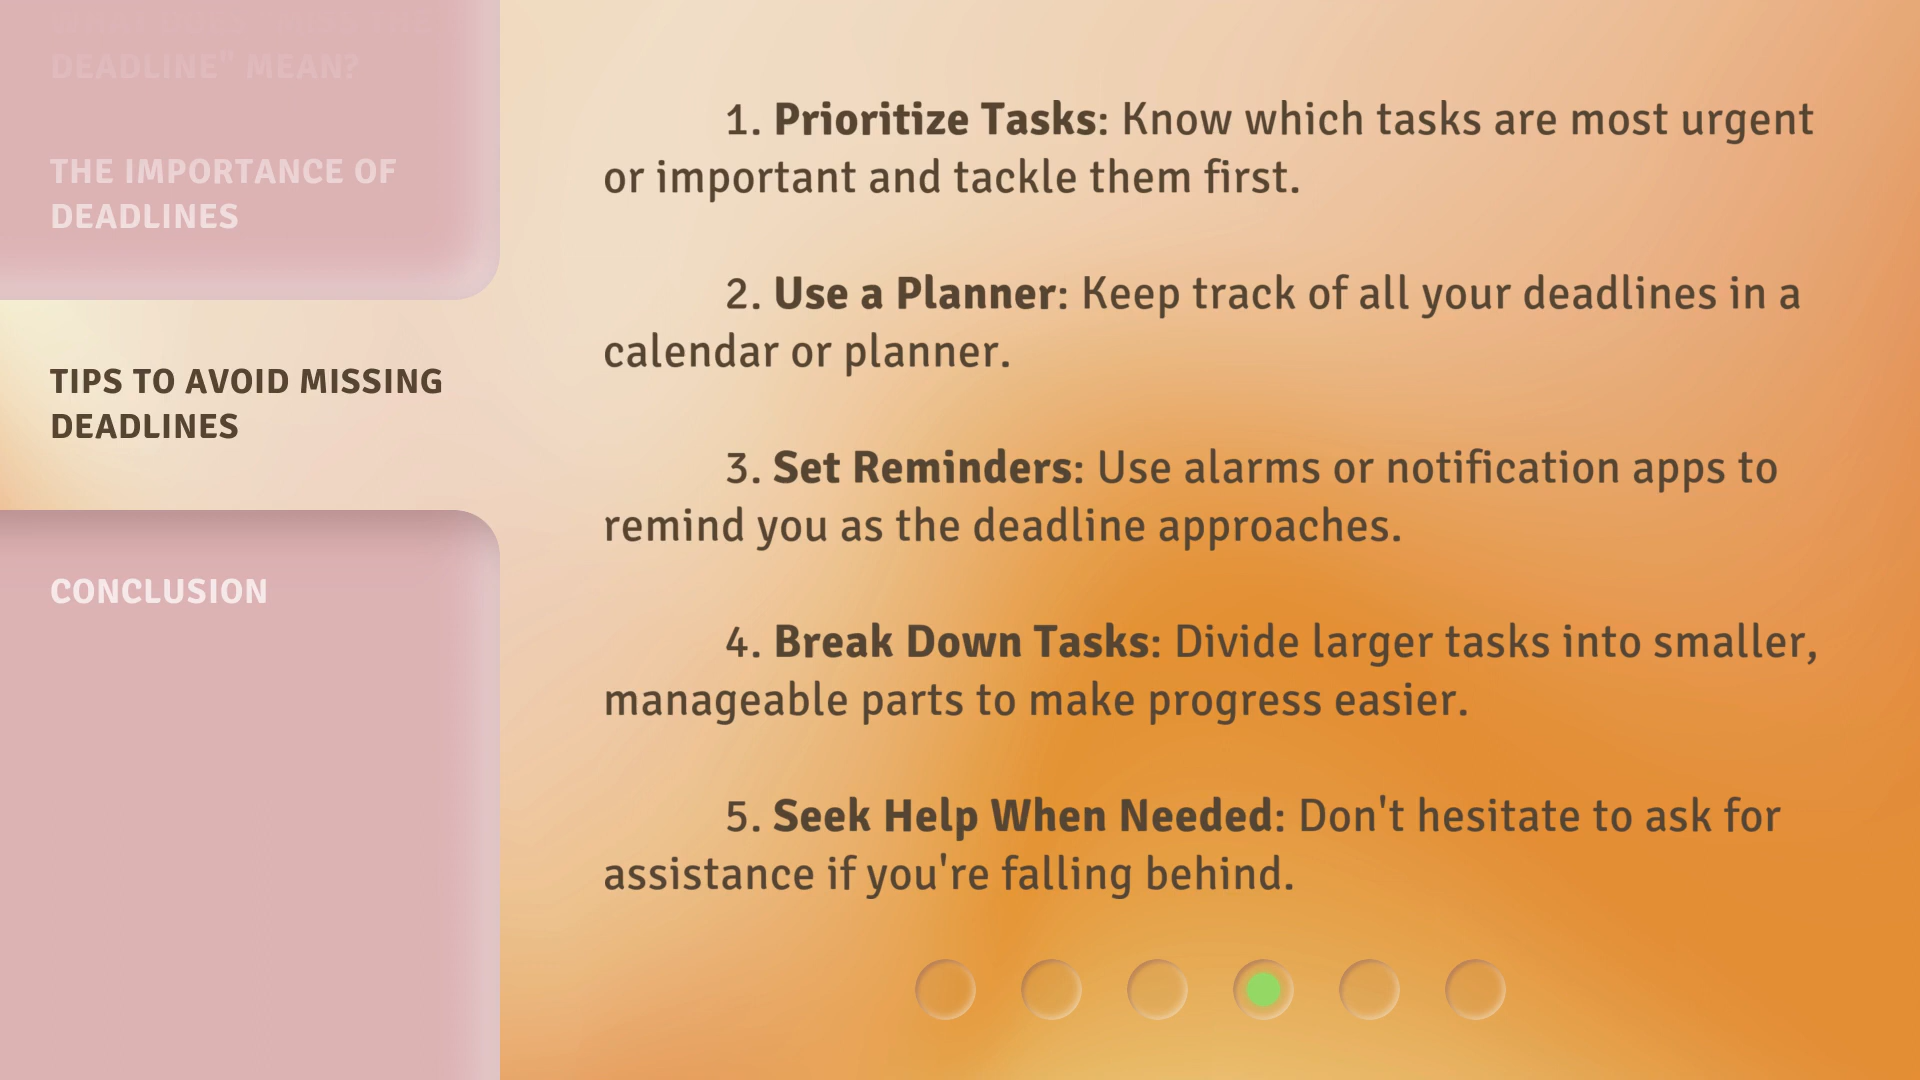 WHAT DOES "MISS THE
DEADLINE" MEAN?
THE IMPORTANCE OF
DEADLINES
TIPS TO AVOID MISSING
DEADLINES
CONCLUSION
1. Prioritize Tasks: Know which tasks are most urgent
or important and tackle them first.
2. Use a Planner: Keep track of all your deadlines in a
calendar or planner.
3. Set Reminders: Use alarms or notification apps to
remind you as the deadline approaches.
4. Break Down Tasks: Divide larger tasks into smaller,
manageable parts to make progress easier.
5. Seek Help When Needed: Don't hesitate to ask for
assistance if you're falling behind.